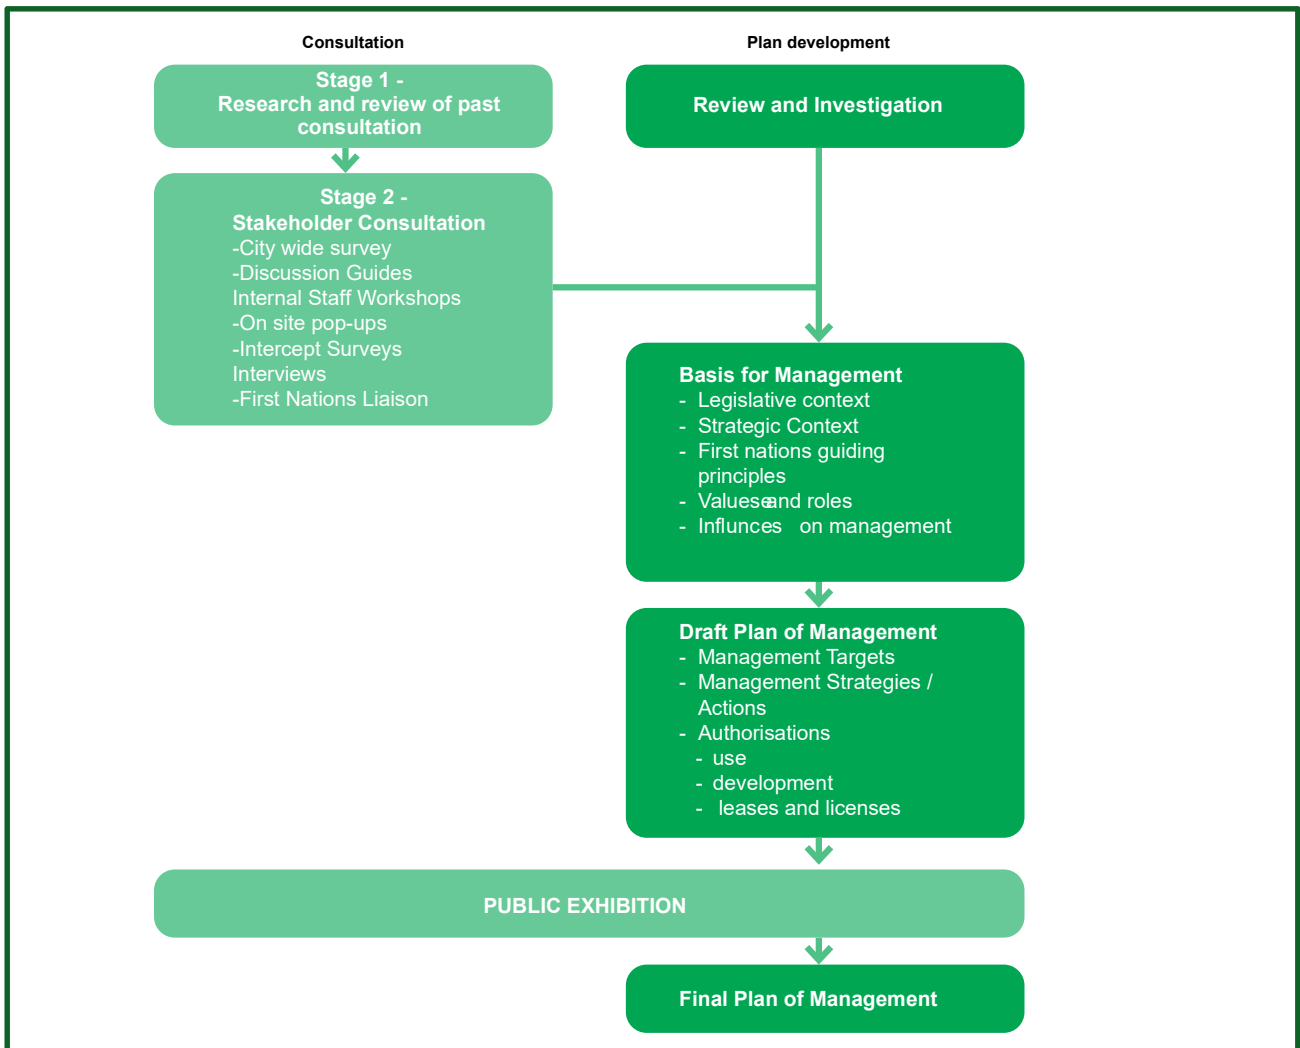 Consultation
Stage 1 -
Research and review of past
consultation
Stage 2 -
Stakeholder Consultation
-City wide survey
-Discussion Guides
Internal Staff Workshops
-On site pop-ups
-Intercept Surveys
Interviews
-First Nations Liaison
Plan development
Review and Investigation
Basis for Management
- Legislative context
- Strategic Context
- First nations guiding
principles
- Values and roles
- Influnces on management
Draft Plan of Management
- Management Targets
- Management Strategies /
Actions
- Authorisations
- use
- development
- leases and licenses
PUBLIC EXHIBITION
Final Plan of Management